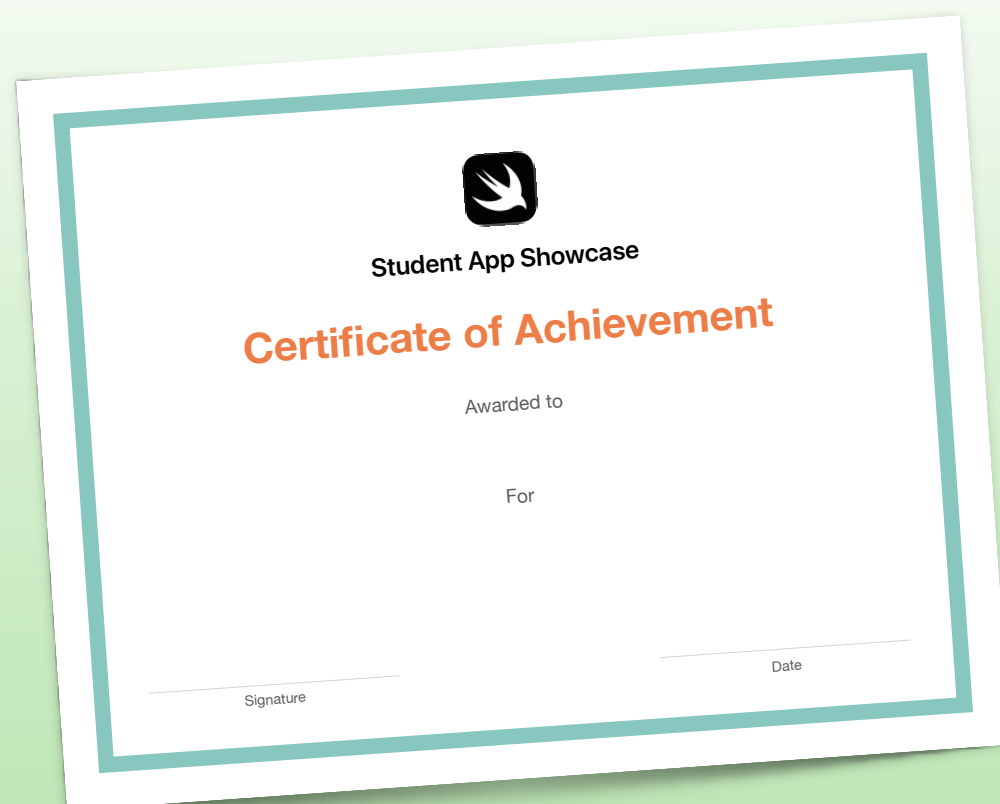 Student App Showcase
Certificate of Achievement
Awarded to
For
Signature
Date